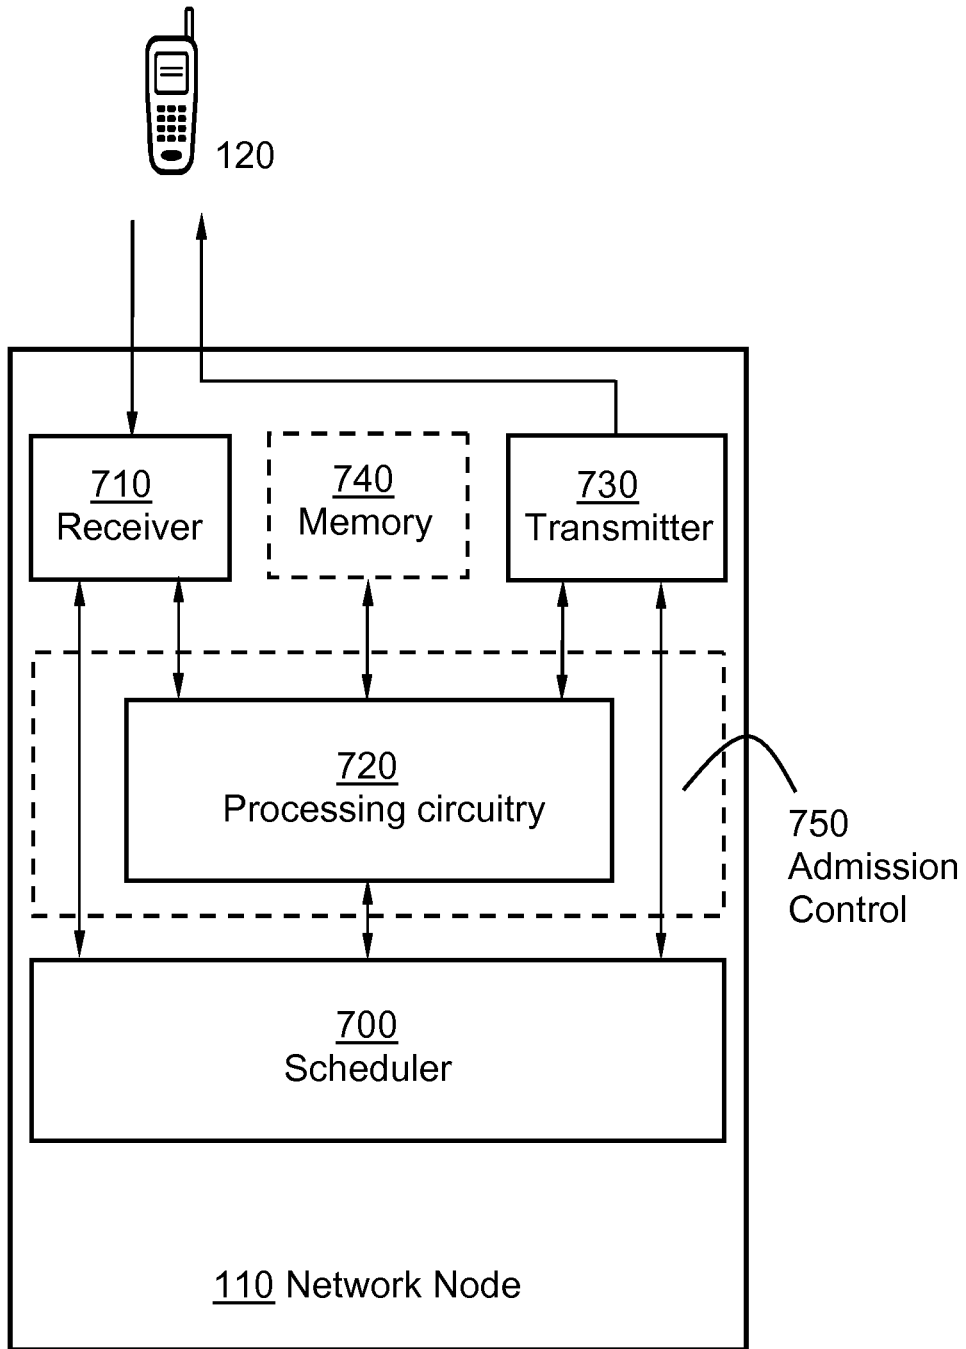 120
710
Receiver
740
Memory
730
Transmitter
720
Processing circuitry
750
Admission
Control
700
Scheduler
110 Network Node